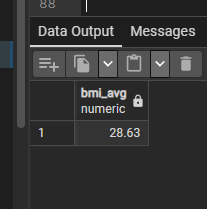 88
Data Output Messages
bmi_avg
numeric
1 28.63